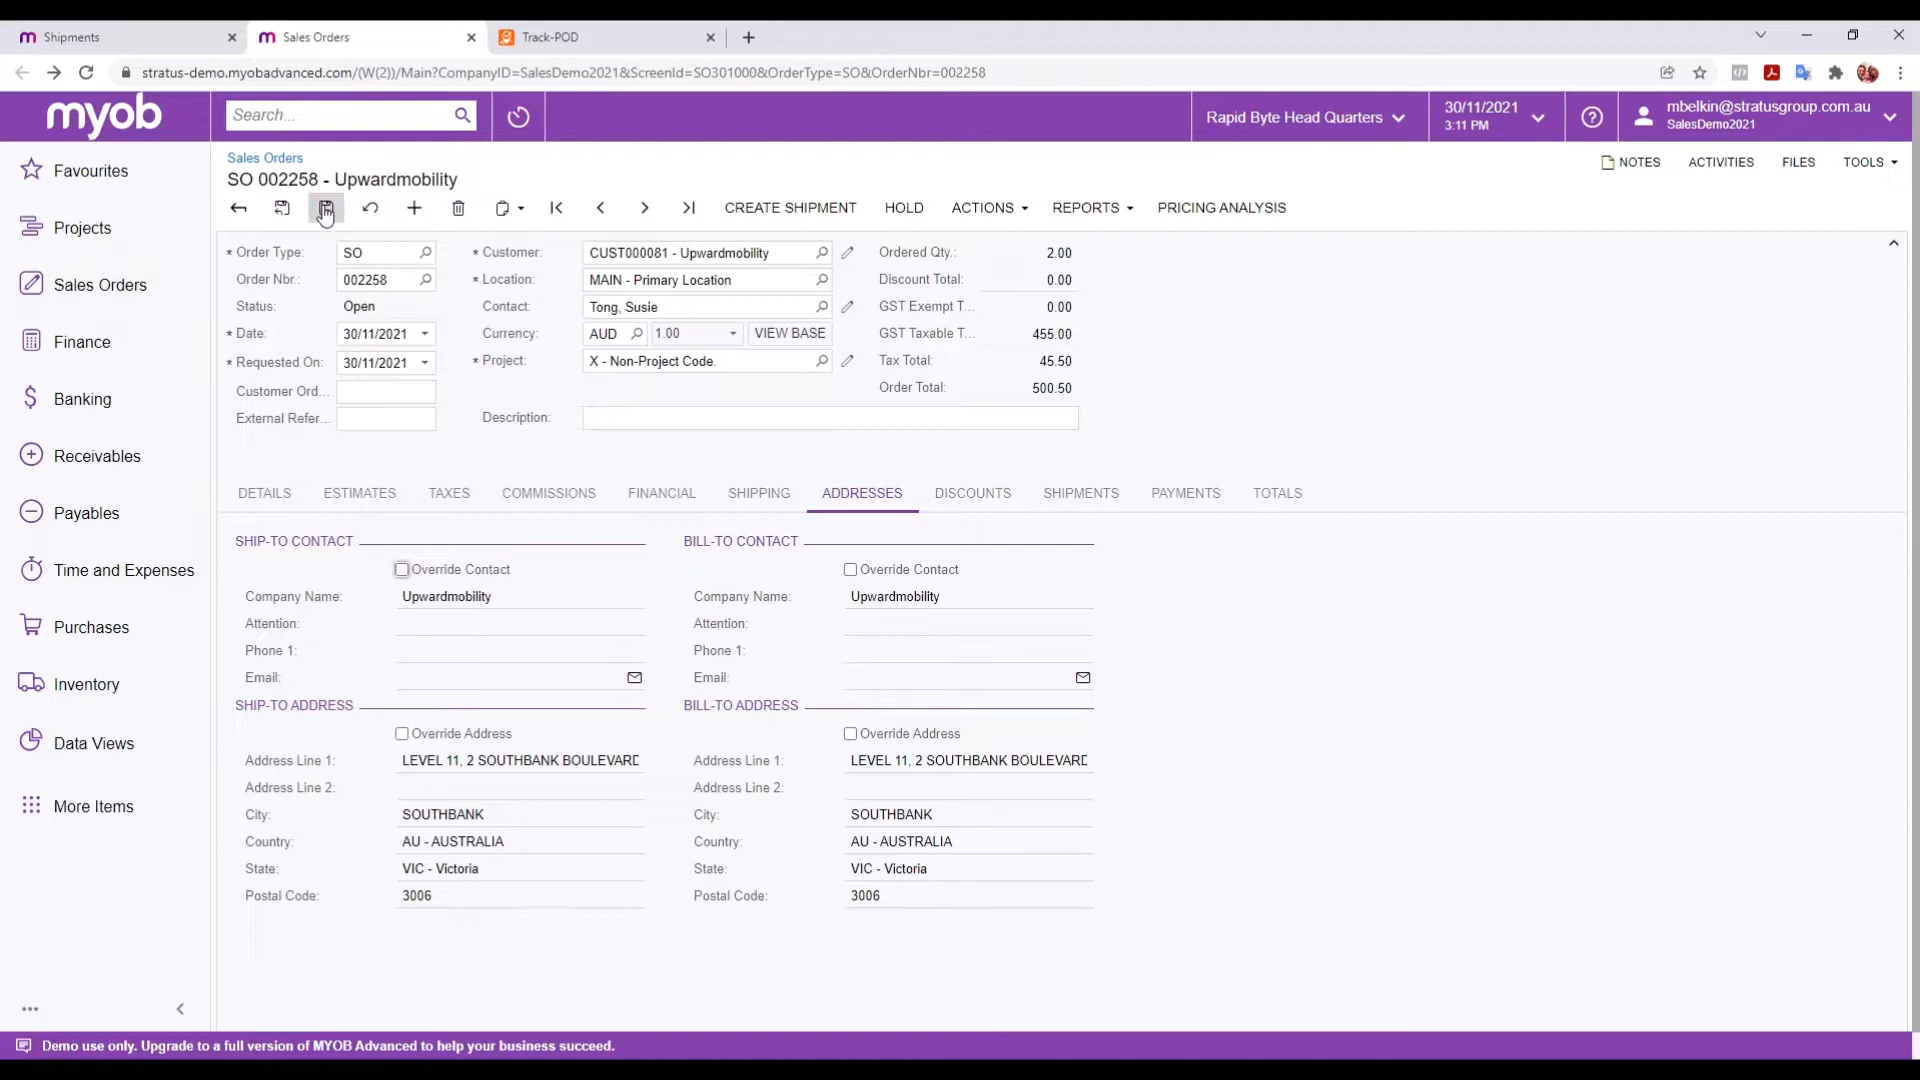 Shipments
Sales Orders
Track-POD
stratus-demo.myobadvanced.com/(W(2))/Main?CompanyID=SalesDemo2021&ScreenId=SO301000&OrderType=SO&OrderNbr=002258
myob
Search...
Rapid Byte Head Quarters
30/11/2021
3:11 PM
mbelkin@stratusgroup.com.au
SalesDemo2021
Favourites
Projects
Sales Orders
Finance
Banking
Receivables
Payables
Time and Expenses
Purchases
Inventory
Data Views
More Items
Sales Orders
SO 002258 - Upwardmobility
NOTES ACTIVITIES FILES TOOLS
CREATE SHIPMENT HOLD ACTIONS REPORTS PRICING ANALYSIS
* Order Type: SO
Order Nbr.: 002258
Status: Open
* Date: 30/11/2021
* Requested On: 30/11/2021
Customer Ord...
External Refer...
* Customer: CUST000081 - Upwardmobility
* Location: MAIN - Primary Location
Contact: Tong, Susie
Currency: AUD 1.00 VIEW BASE
* Project: X - Non-Project Code.
Description:
Ordered Qty.: 2.00
Discount Total: 0.00
GST Exempt T... 0.00
GST Taxable T... 455.00
Tax Total: 45.50
Order Total: 500.50
DETAILS ESTIMATES TAXES COMMISSIONS FINANCIAL SHIPPING ADDRESSES DISCOUNTS SHIPMENTS PAYMENTS TOTALS
SHIP-TO CONTACT
Override Contact
Company Name: Upwardmobility
Attention:
Phone 1:
Email:
SHIP-TO ADDRESS
Override Address
Address Line 1: LEVEL 11, 2 SOUTHBANK BOULEVARD
Address Line 2:
City: SOUTHBANK
Country: AU - AUSTRALIA
State: VIC - Victoria
Postal Code: 3006
BILL-TO CONTACT
Override Contact
Company Name: Upwardmobility
Attention:
Phone 1:
Email:
BILL-TO ADDRESS
Override Address
Address Line 1: LEVEL 11, 2 SOUTHBANK BOULEVARD
Address Line 2:
City: SOUTHBANK
Country: AU - AUSTRALIA
State: VIC - Victoria
Postal Code: 3006
Demo use only. Upgrade to a full version of MYOB Advanced to help your business succeed.